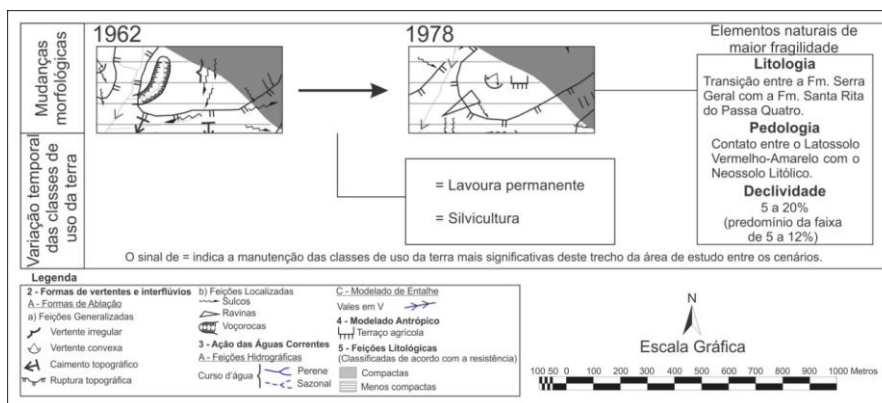 Mudanças morfológicas
1962
1978
Elementos naturais de
maior fragilidade
Litologia
Transição entre a Fm. Serra
Geral com a Fm. Santa Rita
do Passa Quatro.
Pedologia
Contato entre o Latossolo
Vermelho-Amarelo com o
Neossolo Litólico.
Declividade
5 a 20%
(predomínio da faixa
de 5 a 12%)
Variação temporal
das classes de
uso da terra
= Lavoura permanente
= Silvicultura
O sinal de = indica a manutenção das classes de uso da terra mais significativas deste trecho da área de estudo entre os cenários.
Legenda
2 - Formas de vertentes e interflúvios
A - Formas de Ablação
a) Feições Generalizadas
Vertente irregular
Vertente convexa
Caimento topográfico
Ruptura topográfica
b) Feições Localizadas
Sulcos
Ravinas
Voçorocas
3 - Ação das Águas Correntes
A - Feições Hidrográficas
Curso d'água
Perene
Sazonal
C - Modelado de Entalhe
Vales em V
4 - Modelado Antrópico
Terraço agrícola
5 - Feições Litológicas
(Classificadas de acordo com a resistência)
Compactas
Menos compactas
N
Escala Gráfica
100 50 0 100 200 300 400 500 600 700 800 900 1000 Metros